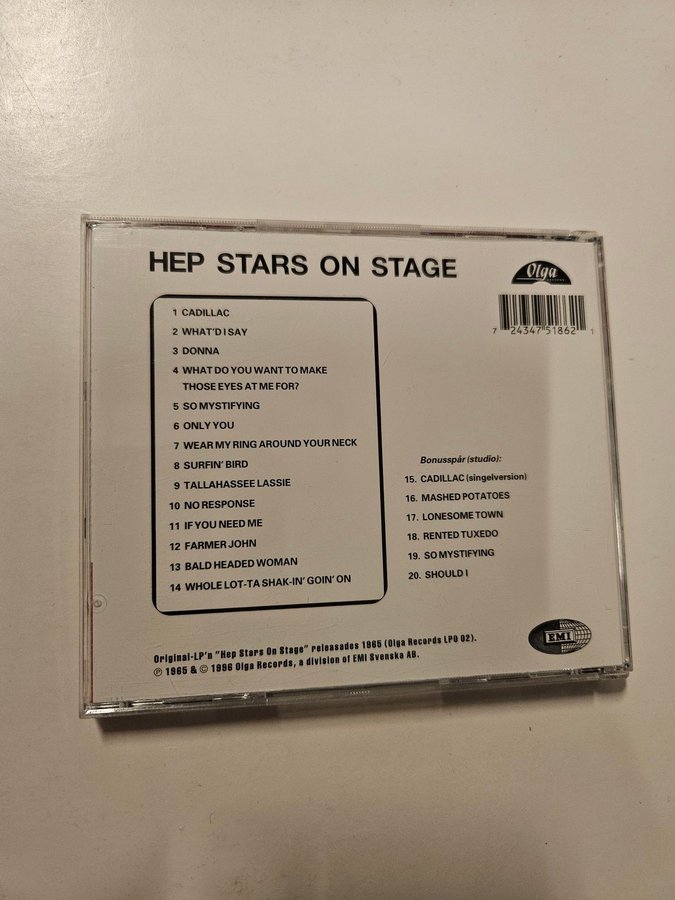 HEP STARS ON STAGE
Olga
1 CADILLAC
2 WHAT'D I SAY
3 DONNA
4 WHAT DO YOU WANT TO MAKE
THOSE EYES AT ME FOR?
5 SO MYSTIFYING
6 ONLY YOU
7 WEAR MY RING AROUND YOUR NECK
8 SURFIN' BIRD
9 TALLAHASSEE LASSIE
10 NO RESPONSE
11 IF YOU NEED ME
12 FARMER JOHN
13 BALD HEADED WOMAN
14 WHOLE LOT-TA SHAK-IN' GOIN' ON
7 24347 51862 1
Bonusspår (studio):
15. CADILLAC (singelversion)
16. MASHED POTATOES
17. LONESOME TOWN
18. RENTED TUXEDO
19. SO MYSTIFYING
20. SHOULD I
EMI
Original-LP'n "Hep Stars On Stage" releasades 1965 (Olga Records LPO 02).
℗ 1965 & © 1996 Olga Records, a division of EMI Svenska AB.